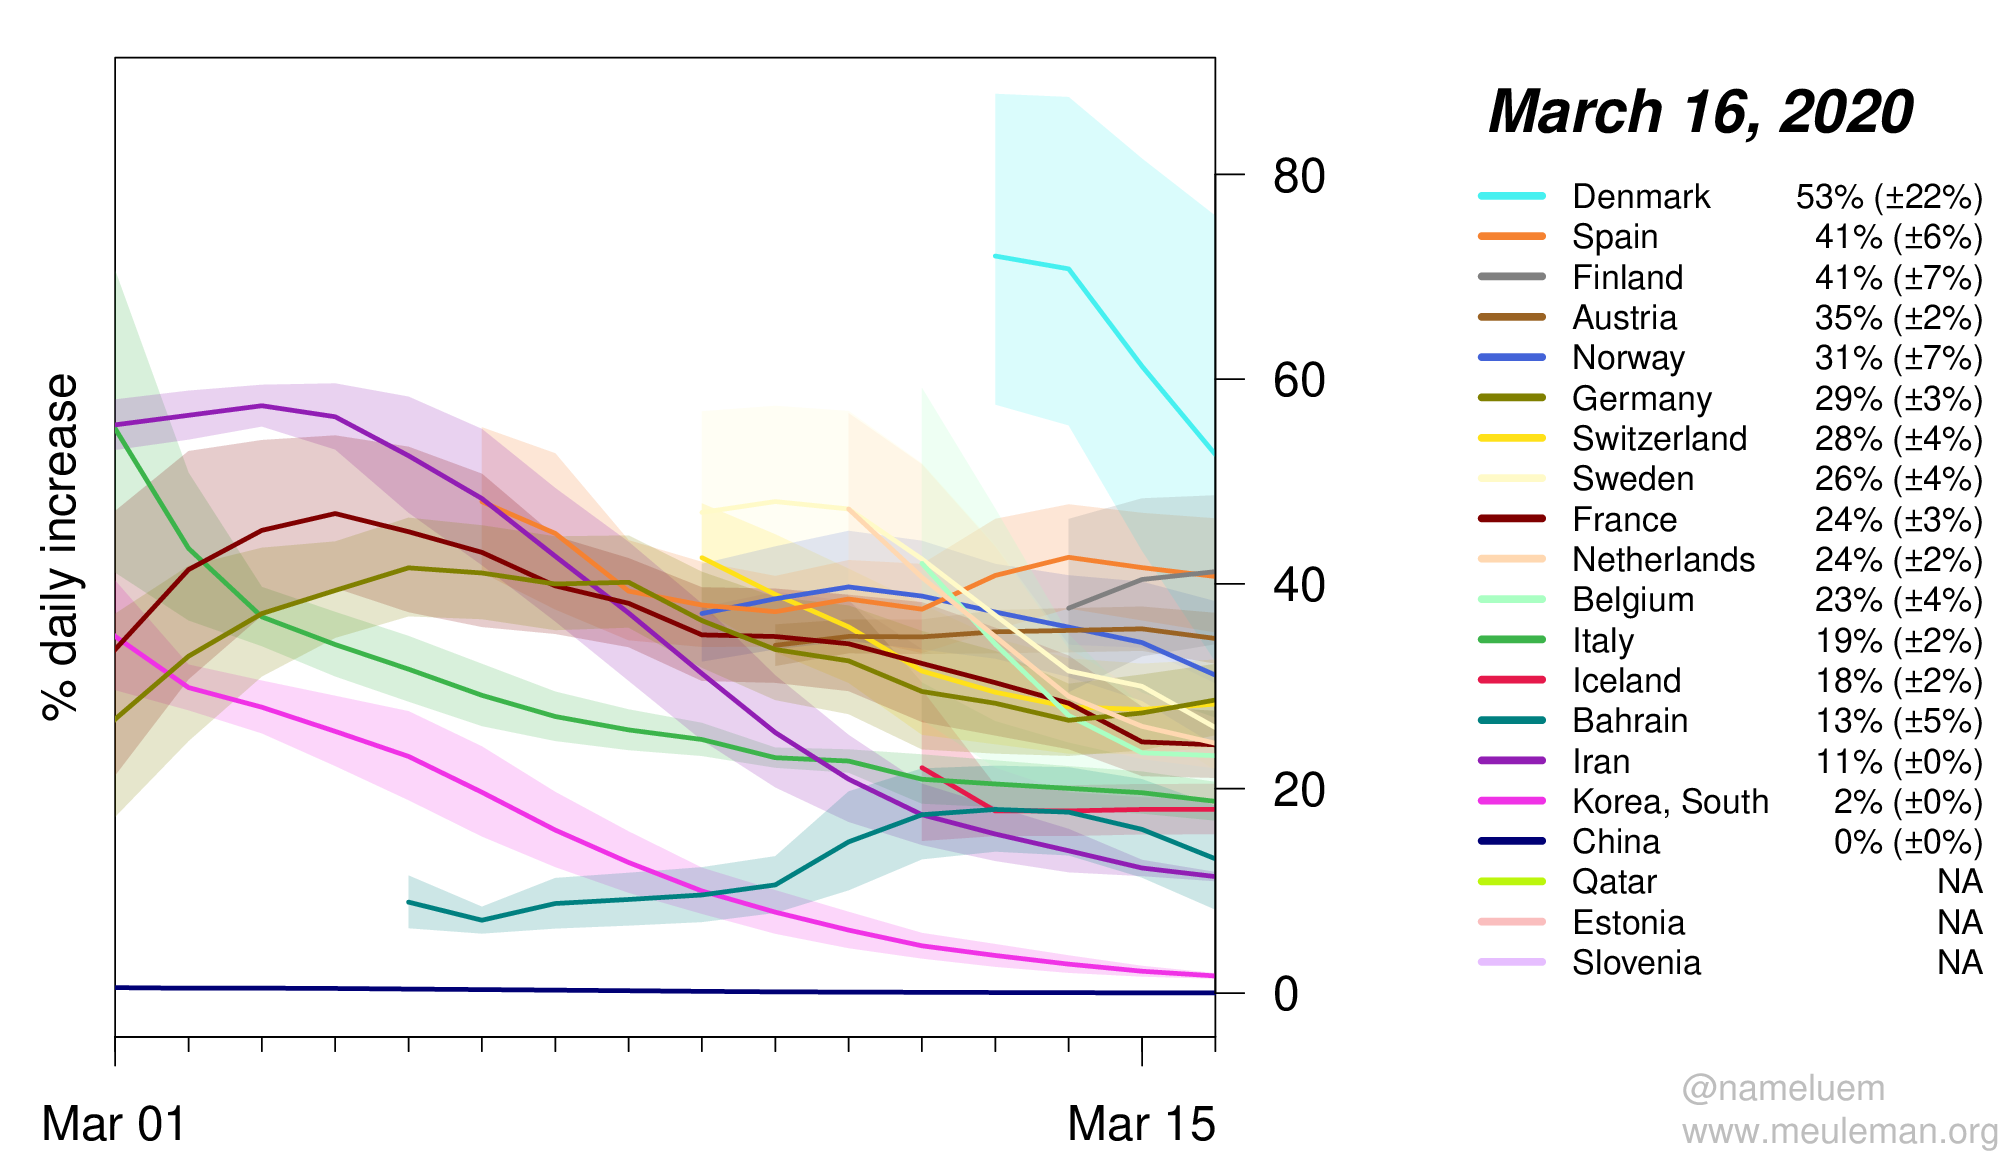 % daily increase
80
60
40
20
0
Mar 01
Mar 15
March 16, 2020
Denmark 53% (±22%)
Spain 41% (±6%)
Finland 41% (±7%)
Austria 35% (±2%)
Norway 31% (±7%)
Germany 29% (±3%)
Switzerland 28% (±4%)
Sweden 26% (±4%)
France 24% (±3%)
Netherlands 24% (±2%)
Belgium 23% (±4%)
Italy 19% (±2%)
Iceland 18% (±2%)
Bahrain 13% (±5%)
Iran 11% (±0%)
Korea, South 2% (±0%)
China 0% (±0%)
Qatar NA
Estonia NA
Slovenia NA
@nameluem
www.meuleman.org